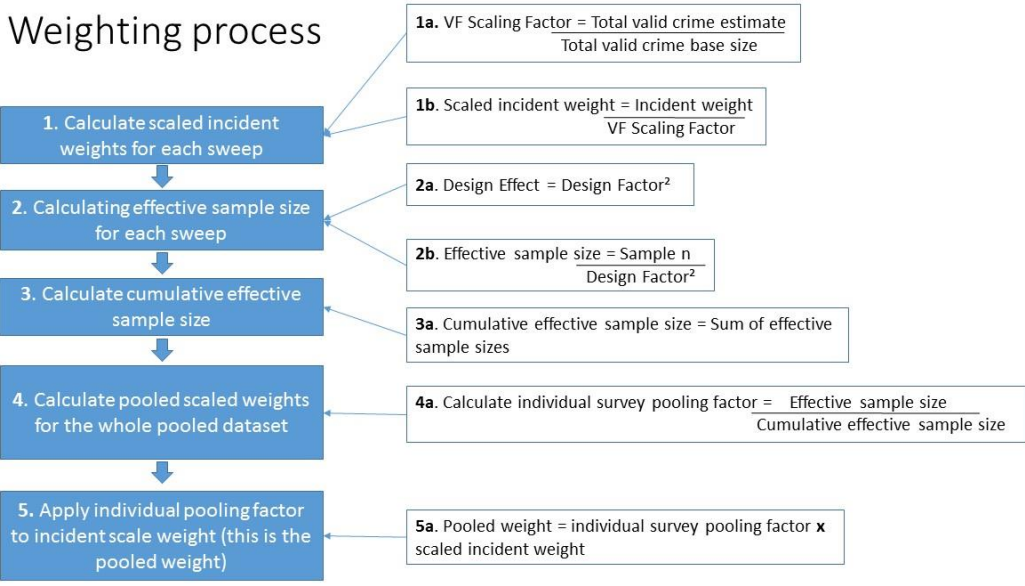 Weighting process
1a. VF Scaling Factor = Total valid crime estimate
Total valid crime base size
1b. Scaled incident weight = Incident weight
VF Scaling Factor
1. Calculate scaled incident
weights for each sweep
2a. Design Effect = Design Factor²
2. Calculating effective sample size
for each sweep
2b. Effective sample size = Sample n
Design Factor²
3. Calculate cumulative effective
sample size
3a. Cumulative effective sample size = Sum of effective
sample sizes
4. Calculate pooled scaled weights
for the whole pooled dataset
4a. Calculate individual survey pooling factor = Effective sample size
Cumulative effective sample size
5. Apply individual pooling factor
to incident scale weight (this is the
pooled weight)
5a. Pooled weight = individual survey pooling factor x
scaled incident weight